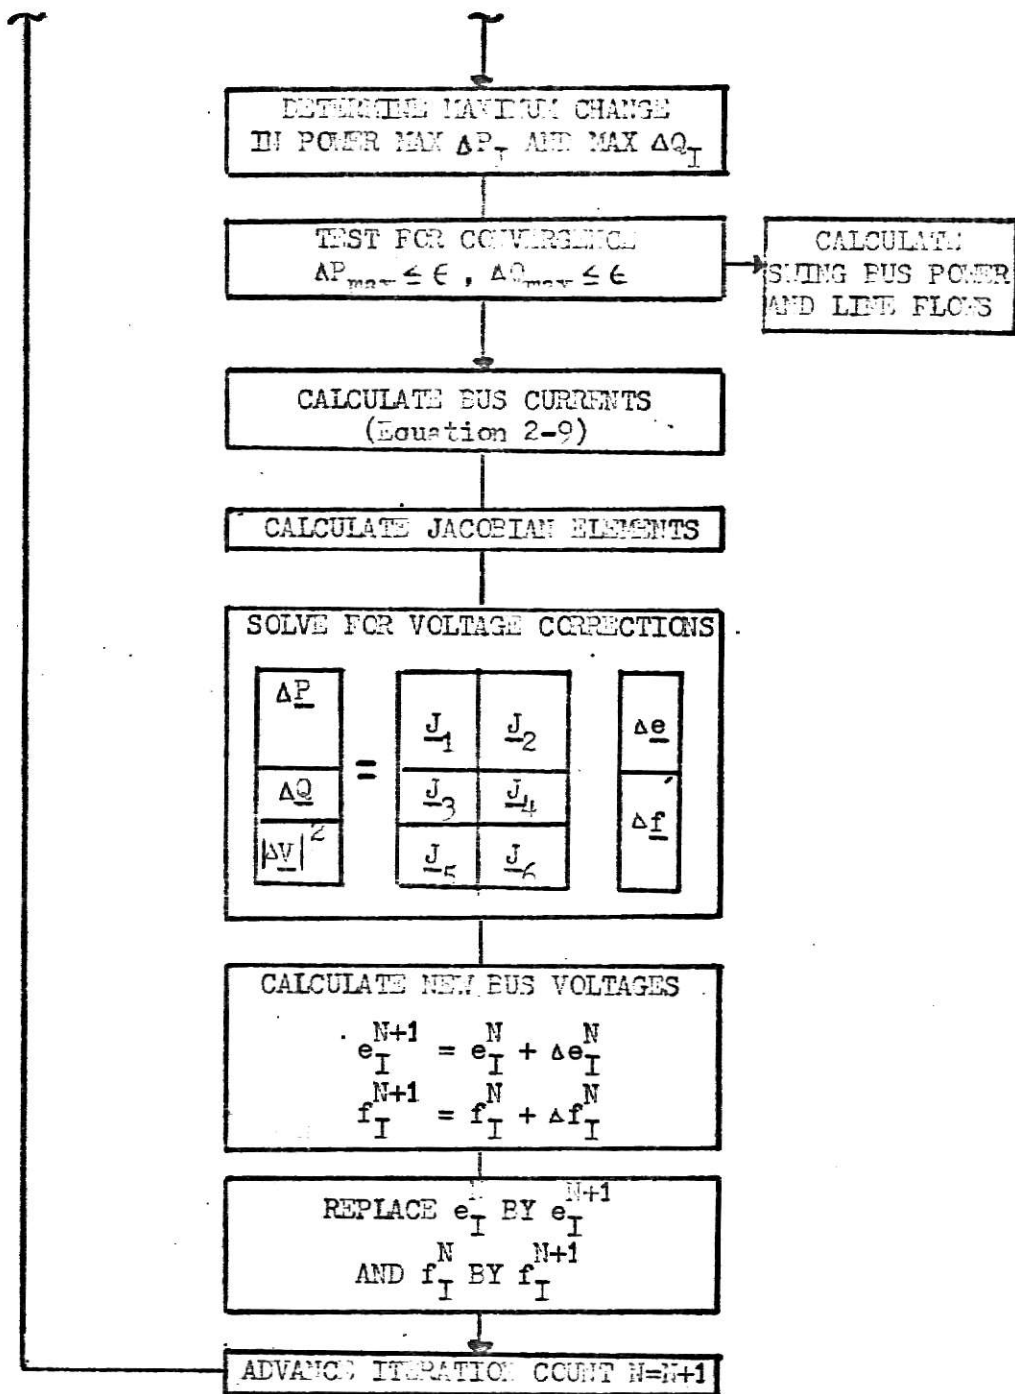 DETERMINE MAXIMUM CHANGE
IN POWER MAX ΔP_I AND MAX ΔQ_I
TEST FOR CONVERGENCE
ΔP_max ≤ ϵ , ΔQ_max ≤ ϵ
CALCULATE
SWING BUS POWER
AND LINE FLOWS
CALCULATE BUS CURRENTS
(Equation 2-9)
CALCULATE JACOBIAN ELEMENTS
SOLVE FOR VOLTAGE CORRECTIONS
ΔP = J_1 J_2 Δe
ΔQ J_3 J_4 Δf
|ΔV|^2 J_5 J_6
CALCULATE NEW BUS VOLTAGES
e_I^{N+1} = e_I^N + Δe_I^N
f_I^{N+1} = f_I^N + Δf_I^N
REPLACE e_I^N BY e_I^{N+1}
AND f_I^N BY f_I^{N+1}
ADVANCE ITERATION COUNT N=N+1